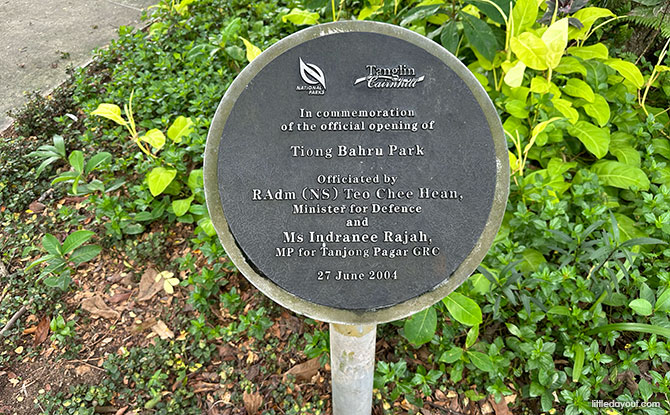 NATIONAL
PARKS
Tanglin
Cairnhill
In commemoration
of the official opening of
Tiong Bahru Park
Officiated by
RAdm (NS) Teo Chee Hean,
Minister for Defence
and
Ms Indranee Rajah,
MP for Tanjong Pagar GRC
27 June 2004
littledayout.com